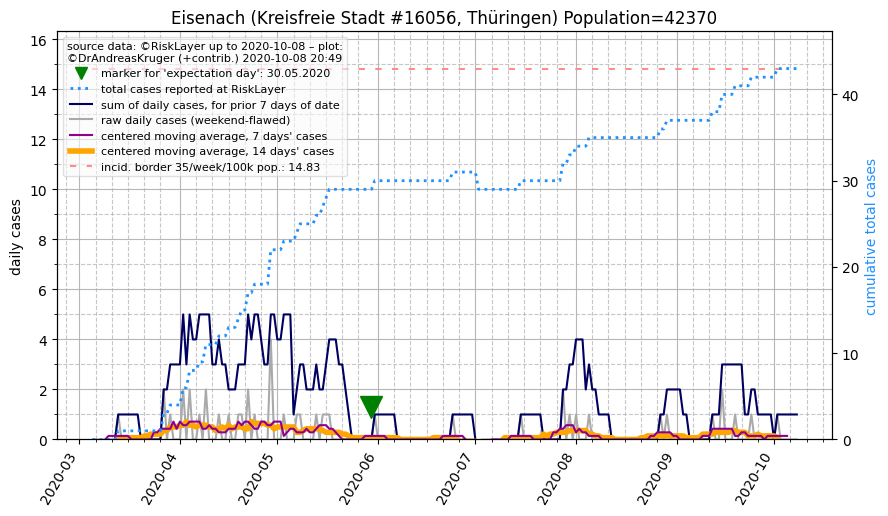 Eisenach (Kreisfreie Stadt #16056, Thüringen) Population=42370
source data: ©RiskLayer up to 2020-10-08 – plot:
©DrAndreasKruger (+contrib.) 2020-10-08 20:49
marker for 'expectation day': 30.05.2020
total cases reported at RiskLayer
sum of daily cases, for prior 7 days of date
raw daily cases (weekend-flawed)
centered moving average, 7 days' cases
centered moving average, 14 days' cases
incid. border 35/week/100k pop.: 14.83
daily cases
16
14
12
10
8
6
4
2
0
cumulative total cases
40
30
20
10
0
2020-03
2020-04
2020-05
2020-06
2020-07
2020-08
2020-09
2020-10